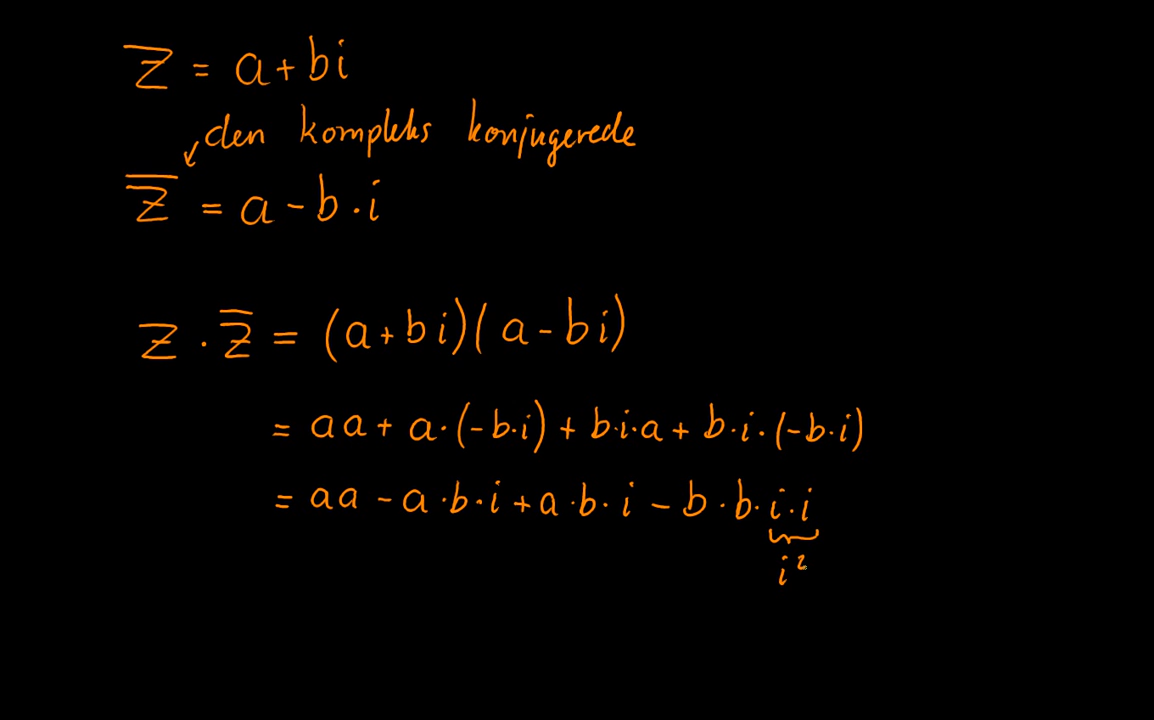 z = a + bi
den kompleks konjugerede
z̅ = a - b · i
z · z̅ = (a + bi)(a - bi)
= aa + a·(-b·i) + b·i·a + b·i·(-b·i)
= aa - a·b·i + a·b·i - b·b·i·i
i²